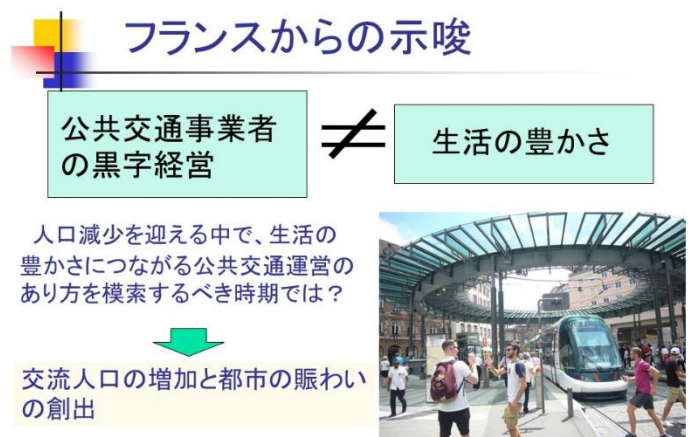 フランスからの示唆
公共交通事業者
の黒字経営
≠
生活の豊かさ
人口減少を迎える中で、生活の
豊かさにつながる公共交通運営の
あり方を模索するべき時期では？
交流人口の増加と都市の賑わい
の創出